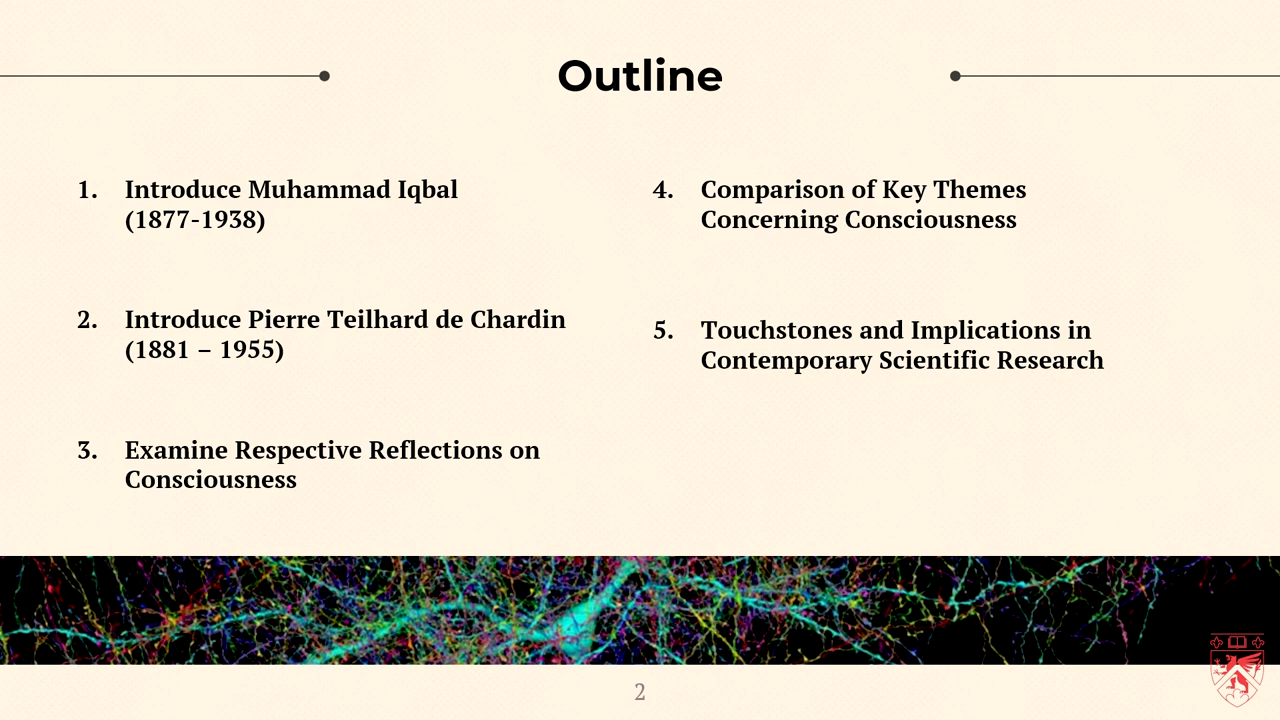 Outline
1. Introduce Muhammad Iqbal
(1877-1938)
2. Introduce Pierre Teilhard de Chardin
(1881 – 1955)
3. Examine Respective Reflections on
Consciousness
4. Comparison of Key Themes
Concerning Consciousness
5. Touchstones and Implications in
Contemporary Scientific Research
2